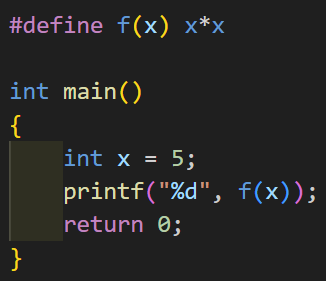 #define f(x) x*x
int main()
{
int x = 5;
printf("%d", f(x));
return 0;
}